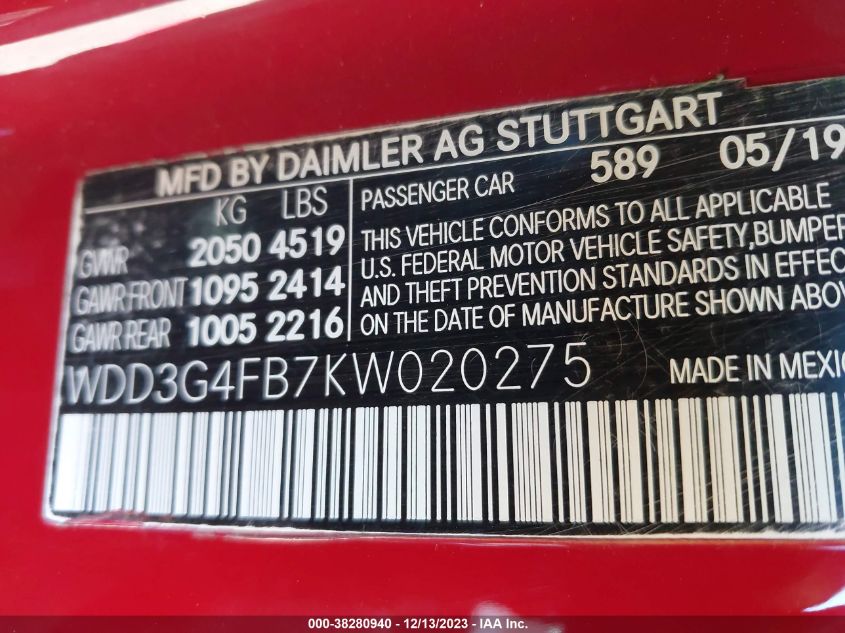 MFD BY DAIMLER AG STUTTGART
KG LBS PASSENGER CAR 589 05/19
GVWR 2050 4519 THIS VEHICLE CONFORMS TO ALL APPLICABLE
GAWR FRONT 1095 2414 U.S. FEDERAL MOTOR VEHICLE SAFETY,BUMPER
GAWR REAR 1005 2216 AND THEFT PREVENTION STANDARDS IN EFFEC
ON THE DATE OF MANUFACTURE SHOWN ABOV
WDD3G4FB7KW020275 MADE IN MEXIC
000-38280940 - 12/13/2023 - IAA Inc.